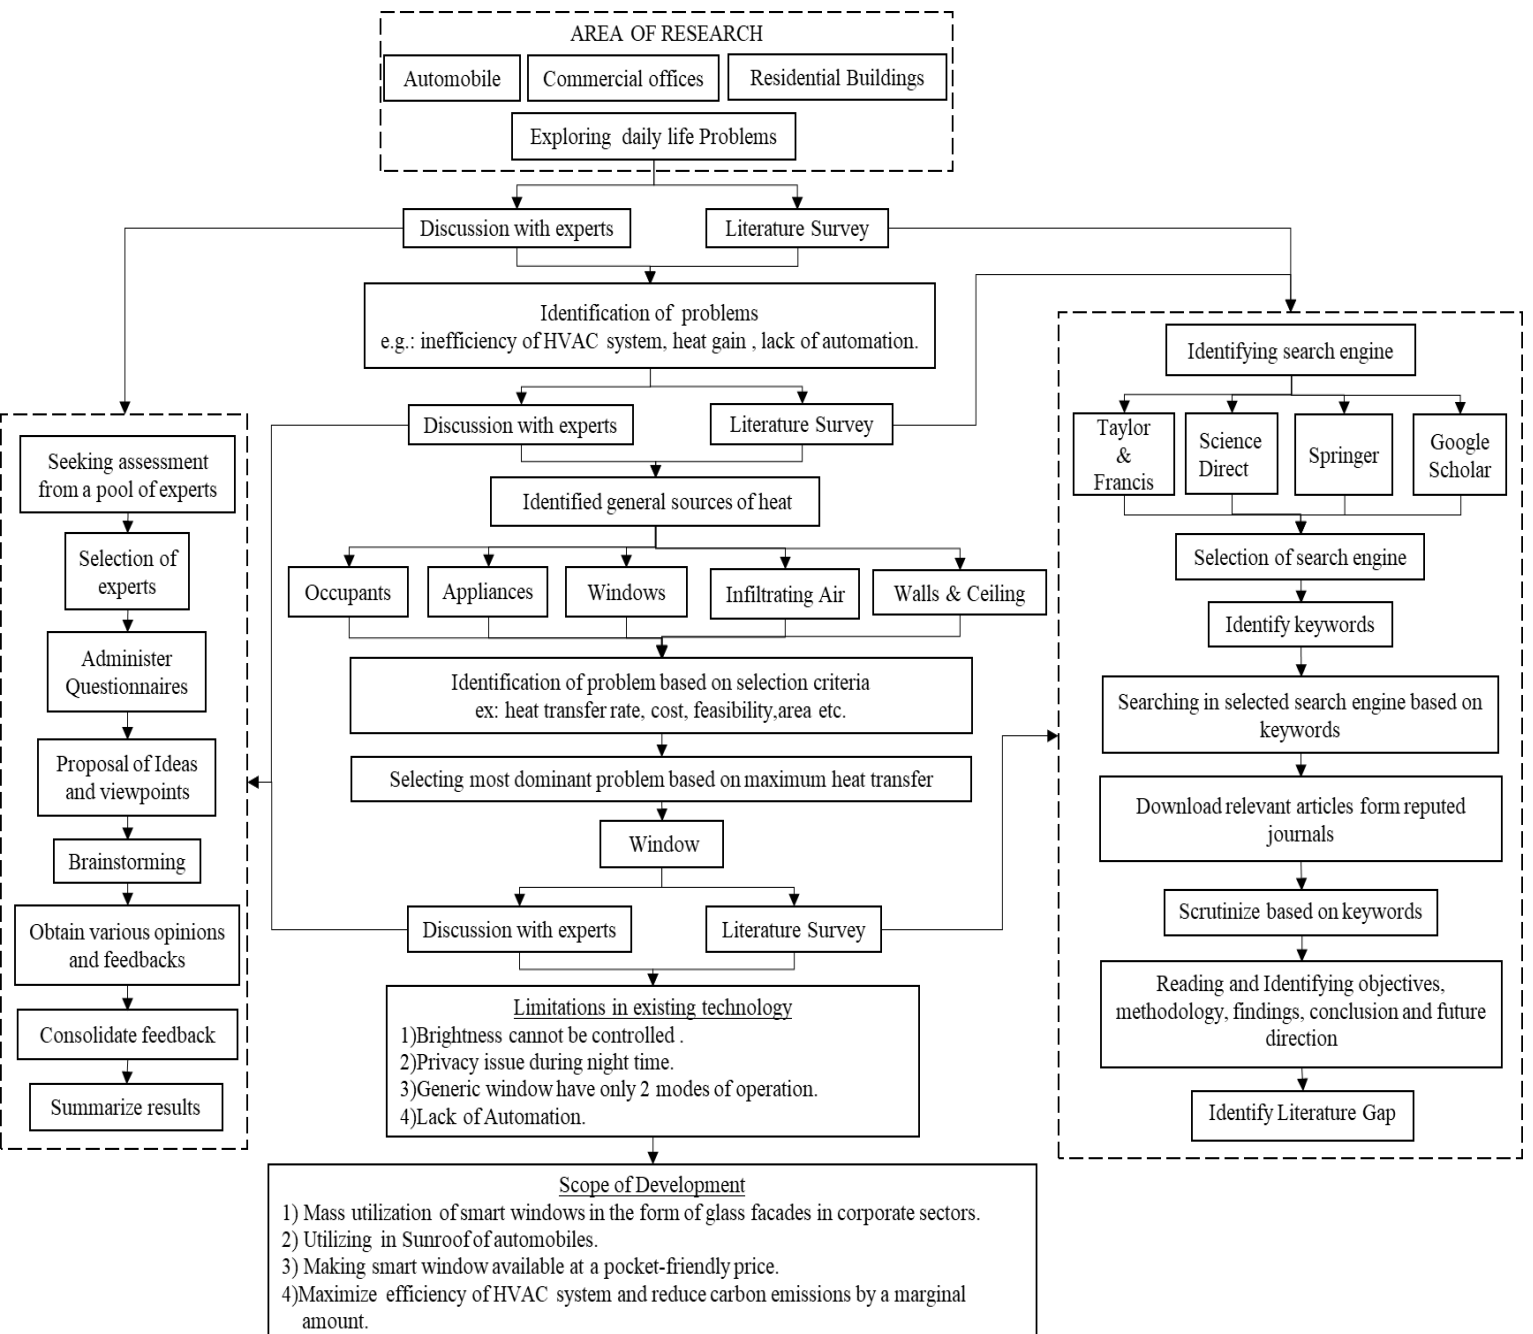 AREA OF RESEARCH
Automobile
Commercial offices
Residential Buildings
Exploring daily life Problems
Discussion with experts
Literature Survey
Identification of problems
e.g.: inefficiency of HVAC system, heat gain , lack of automation.
Discussion with experts
Literature Survey
Identified general sources of heat
Occupants
Appliances
Windows
Infiltrating Air
Walls & Ceiling
Identification of problem based on selection criteria
ex: heat transfer rate, cost, feasibility,area etc.
Selecting most dominant problem based on maximum heat transfer
Window
Discussion with experts
Literature Survey
Limitations in existing technology
1)Brightness cannot be controlled .
2)Privacy issue during night time.
3)Generic window have only 2 modes of operation.
4)Lack of Automation.
Scope of Development
1) Mass utilization of smart windows in the form of glass facades in corporate sectors.
2) Utilizing in Sunroof of automobiles.
3) Making smart window available at a pocket-friendly price.
4)Maximize efficiency of HVAC system and reduce carbon emissions by a marginal
amount.
Seeking assessment
from a pool of experts
Selection of
experts
Administer
Questionnaires
Proposal of Ideas
and viewpoints
Brainstorming
Obtain various opinions
and feedbacks
Consolidate feedback
Summarize results
Identifying search engine
Taylor
&
Francis
Science
Direct
Springer
Google
Scholar
Selection of search engine
Identify keywords
Searching in selected search engine based on
keywords
Download relevant articles form reputed
journals
Scrutinize based on keywords
Reading and Identifying objectives,
methodology, findings, conclusion and future
direction
Identify Literature Gap